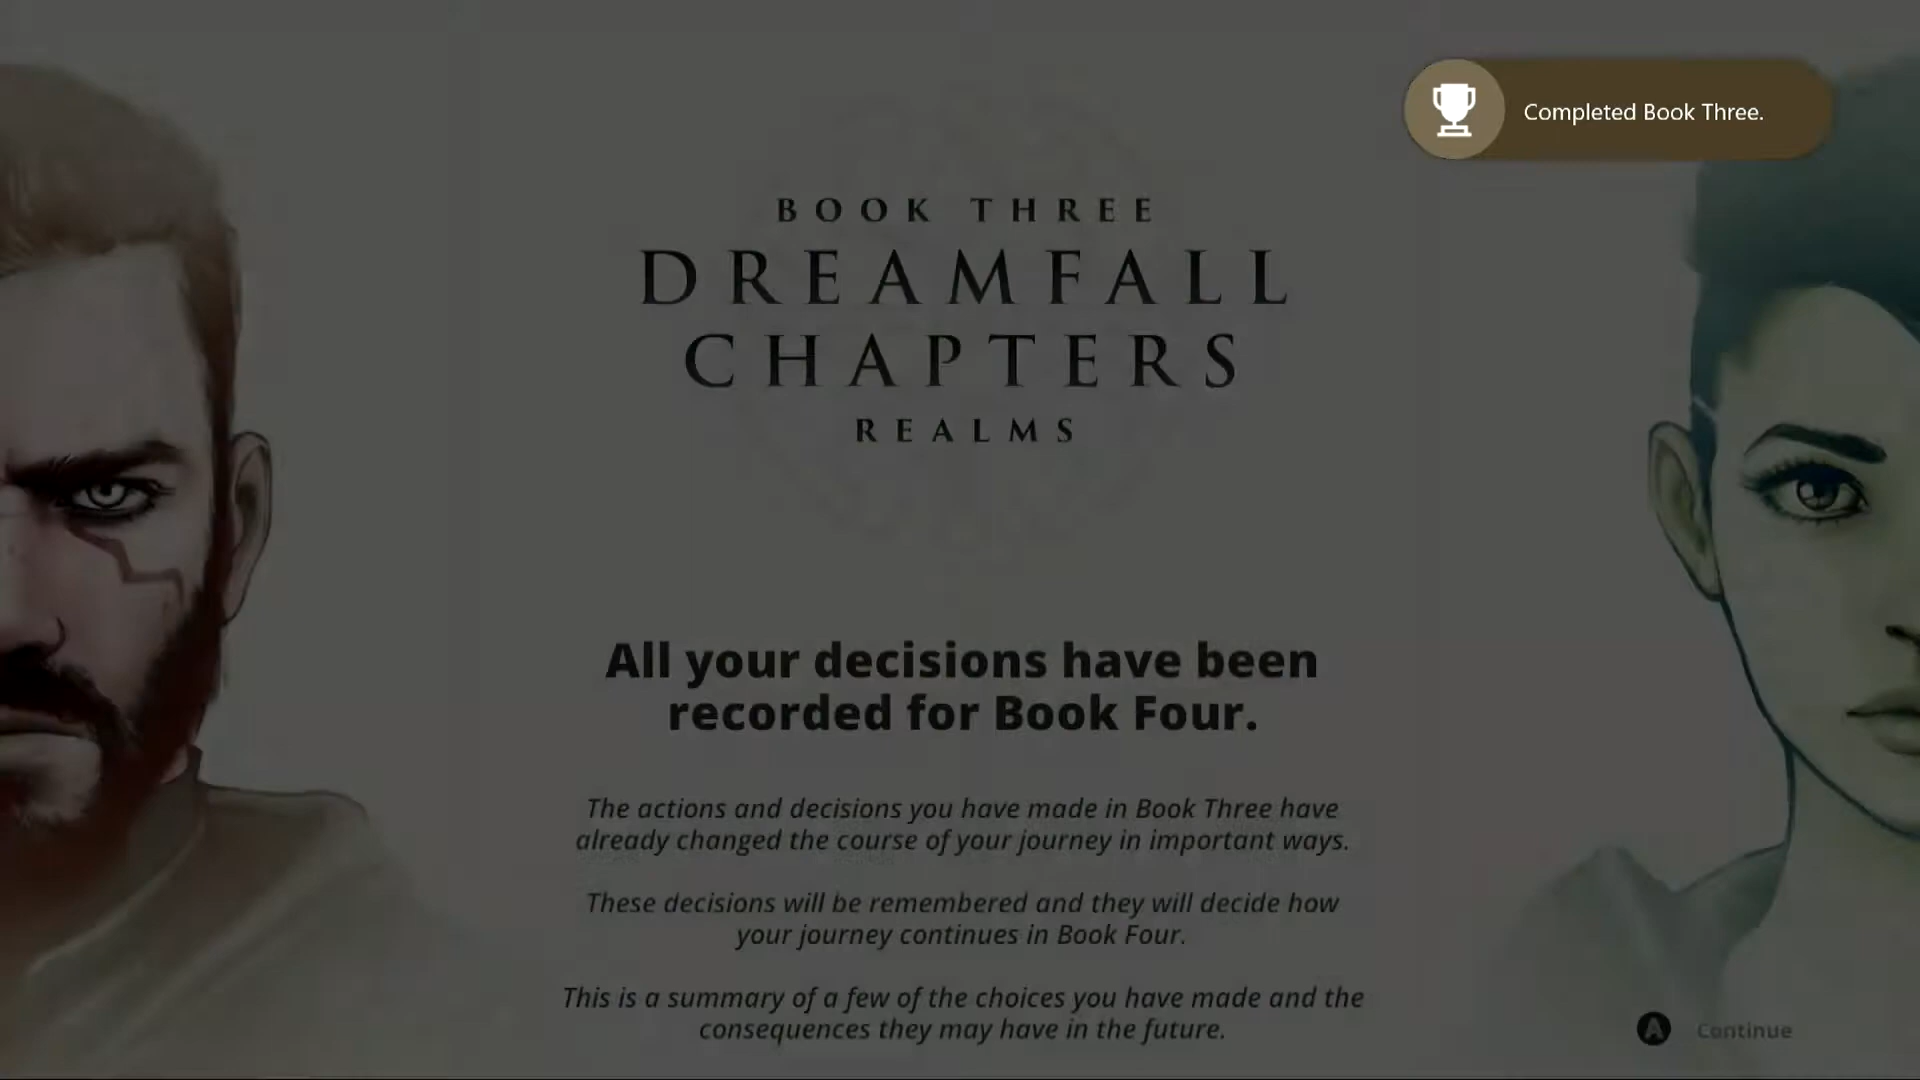 Completed Book Three.
BOOK THREE
DREAMFALL
CHAPTERS
REALMS
All your decisions have been
recorded for Book Four.
The actions and decisions you have made in Book Three have
already changed the course of your journey in important ways.
These decisions will be remembered and they will decide how
your journey continues in Book Four.
This is a summary of a few of the choices you have made and the
consequences they may have in the future.
A Continue